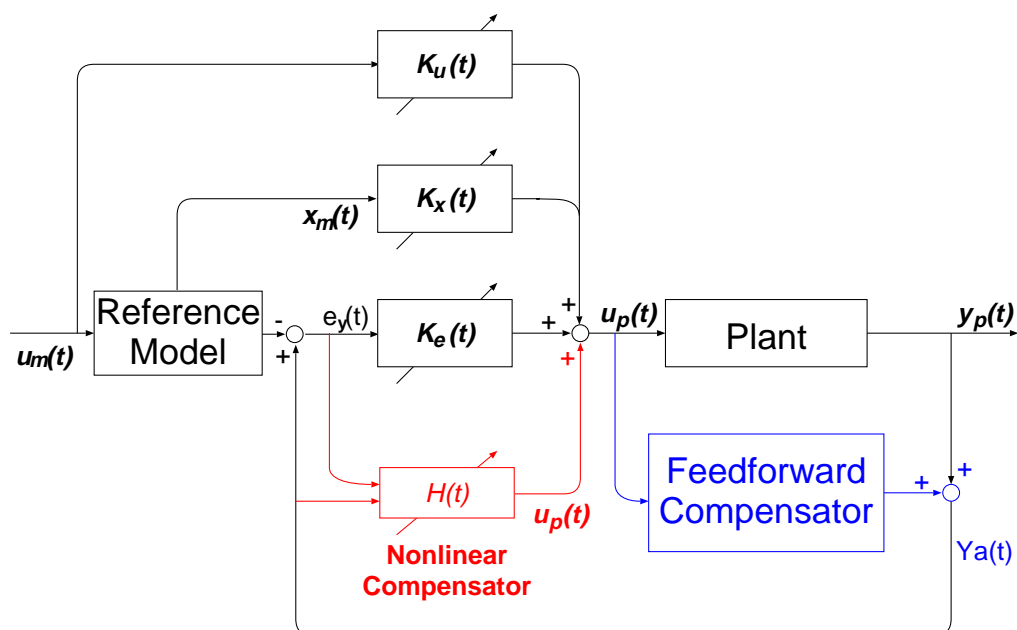 Ku(t)
Kx(t)
xm(t)
Reference
Model
um(t)
-
+
ey(t)
Ke(t)
+
+
+
up(t)
Plant
yp(t)
H(t)
up(t)
Nonlinear
Compensator
Feedforward
Compensator
+
+
Ya(t)